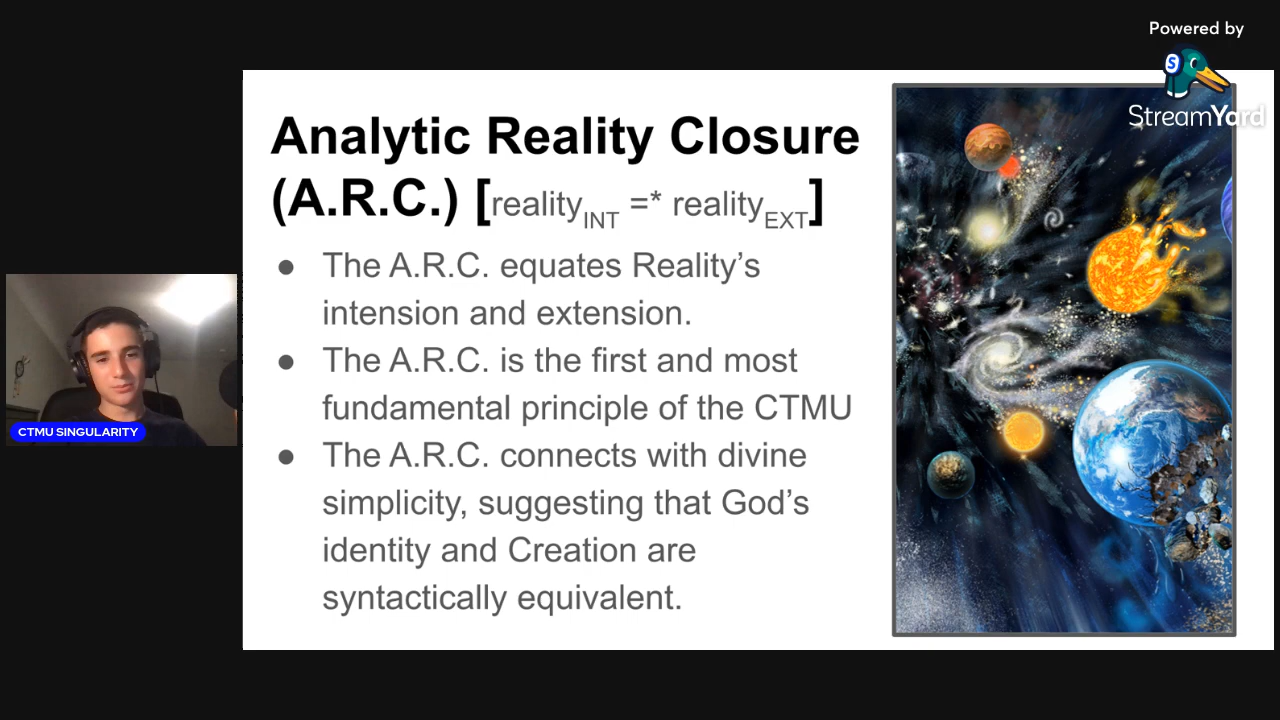 Powered by
StreamYard
Analytic Reality Closure
(A.R.C.) [reality_INT =* reality_EXT]
● The A.R.C. equates Reality’s
intension and extension.
● The A.R.C. is the first and most
fundamental principle of the CTMU
● The A.R.C. connects with divine
simplicity, suggesting that God’s
identity and Creation are
syntactically equivalent.
CTMU SINGULARITY